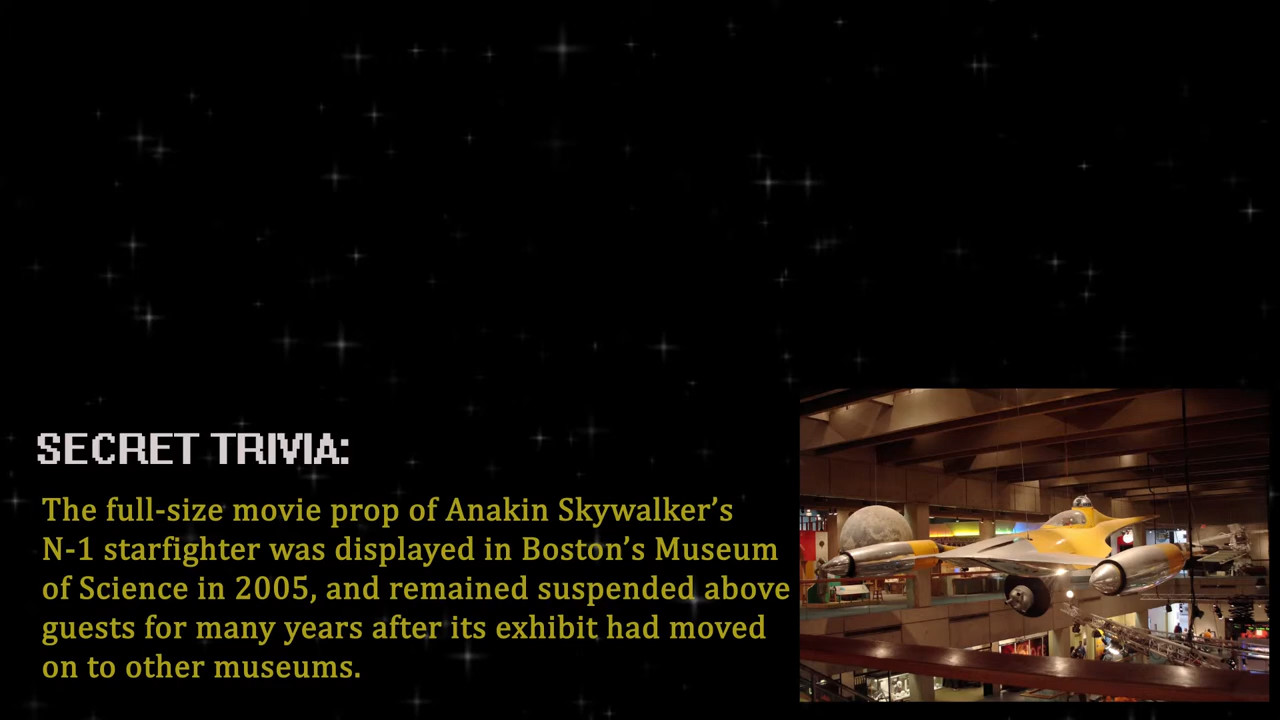 SECRET TRIVIA:
The full-size movie prop of Anakin Skywalker’s
N-1 starfighter was displayed in Boston’s Museum
of Science in 2005, and remained suspended above
guests for many years after its exhibit had moved
on to other museums.